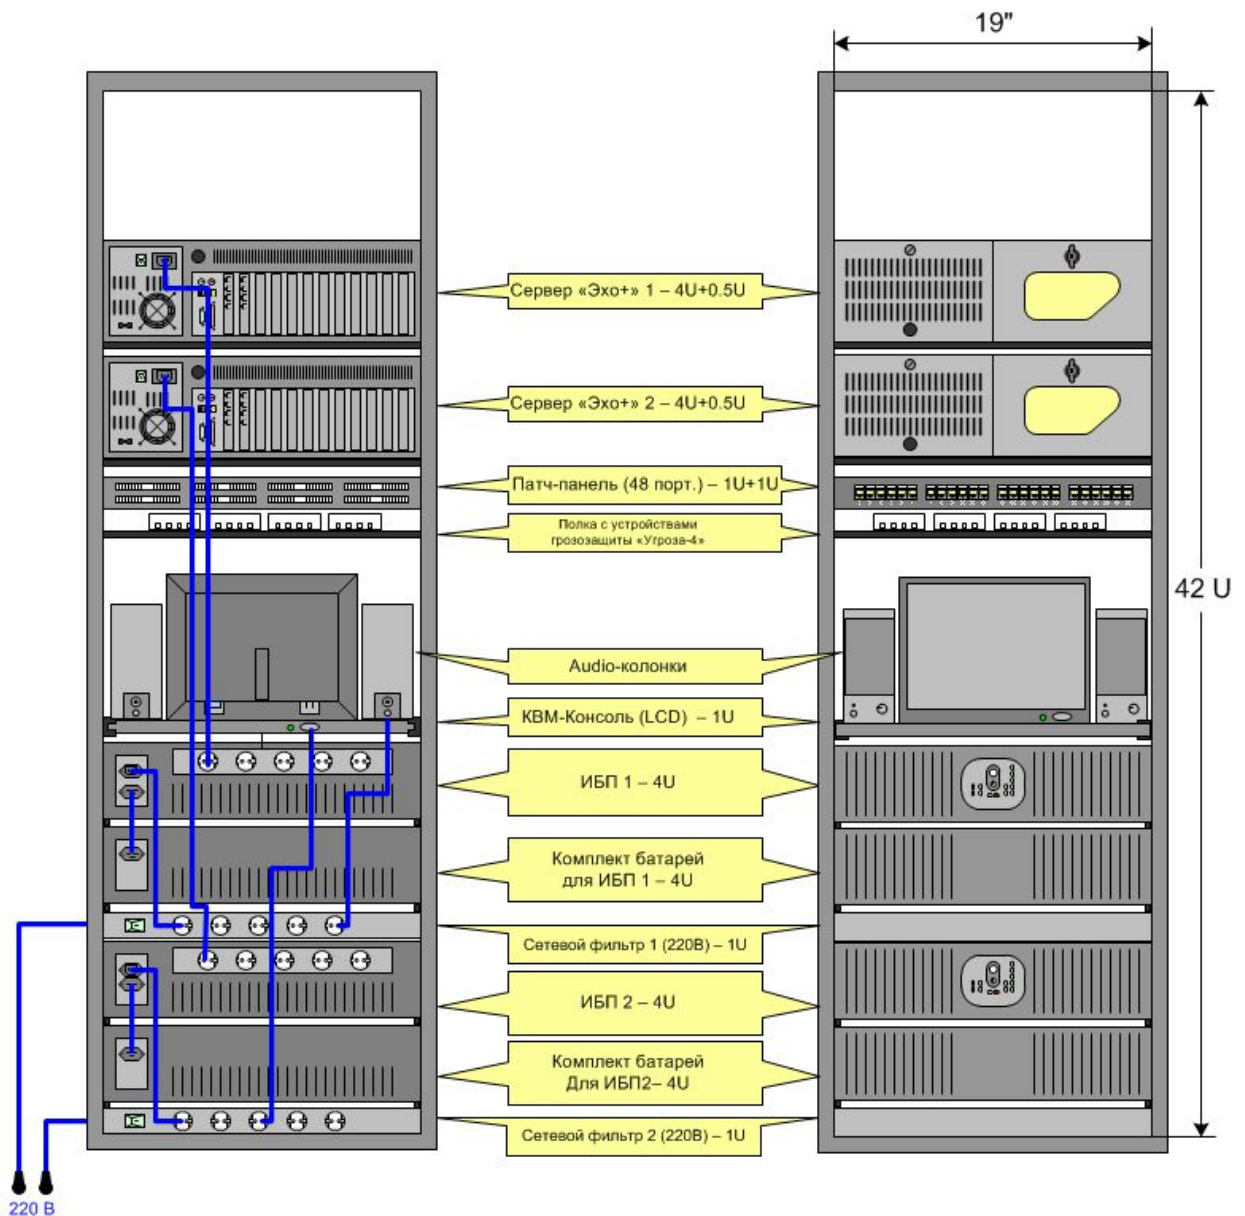 19"
Сервер «Эхо+» 1 – 4U+0.5U
Сервер «Эхо+» 2 – 4U+0.5U
Патч-панель (48 порт.) – 1U+1U
Полка с устройствами
грозозащиты «Угроза-4»
42 U
Audio-колонки
КВМ-Консоль (LCD) – 1U
ИБП 1 – 4U
Комплект батарей
для ИБП 1 – 4U
Сетевой фильтр 1 (220В) – 1U
ИБП 2 – 4U
Комплект батарей
Для ИБП2– 4U
Сетевой фильтр 2 (220В) – 1U
220 В